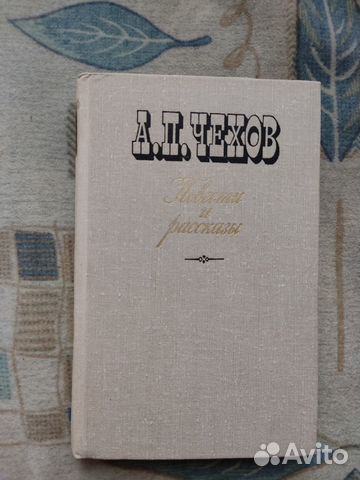 А.П.ЧЕХОВ
Повести
и
рассказы
Avito